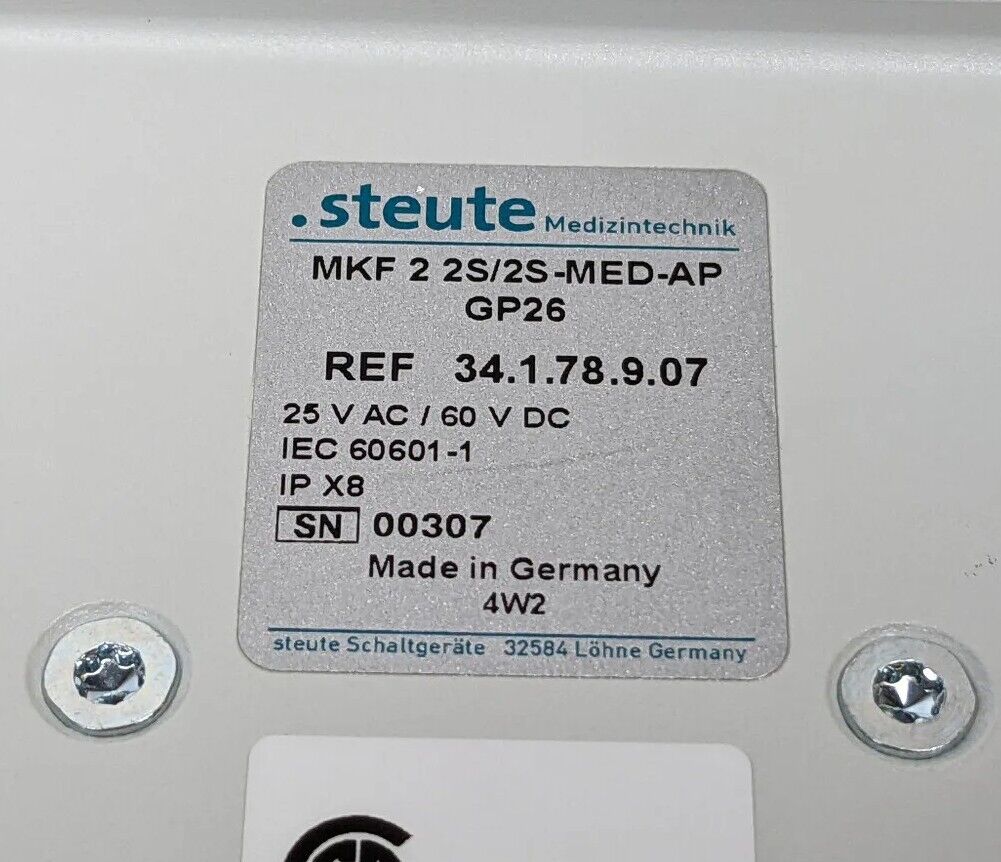 .steute Medizintechnik
MKF 2 2S/2S-MED-AP
GP26
REF 34.1.78.9.07
25 V AC / 60 V DC
IEC 60601-1
IP X8
SN 00307
Made in Germany
4W2
steute Schaltgeräte 32584 Löhne Germany